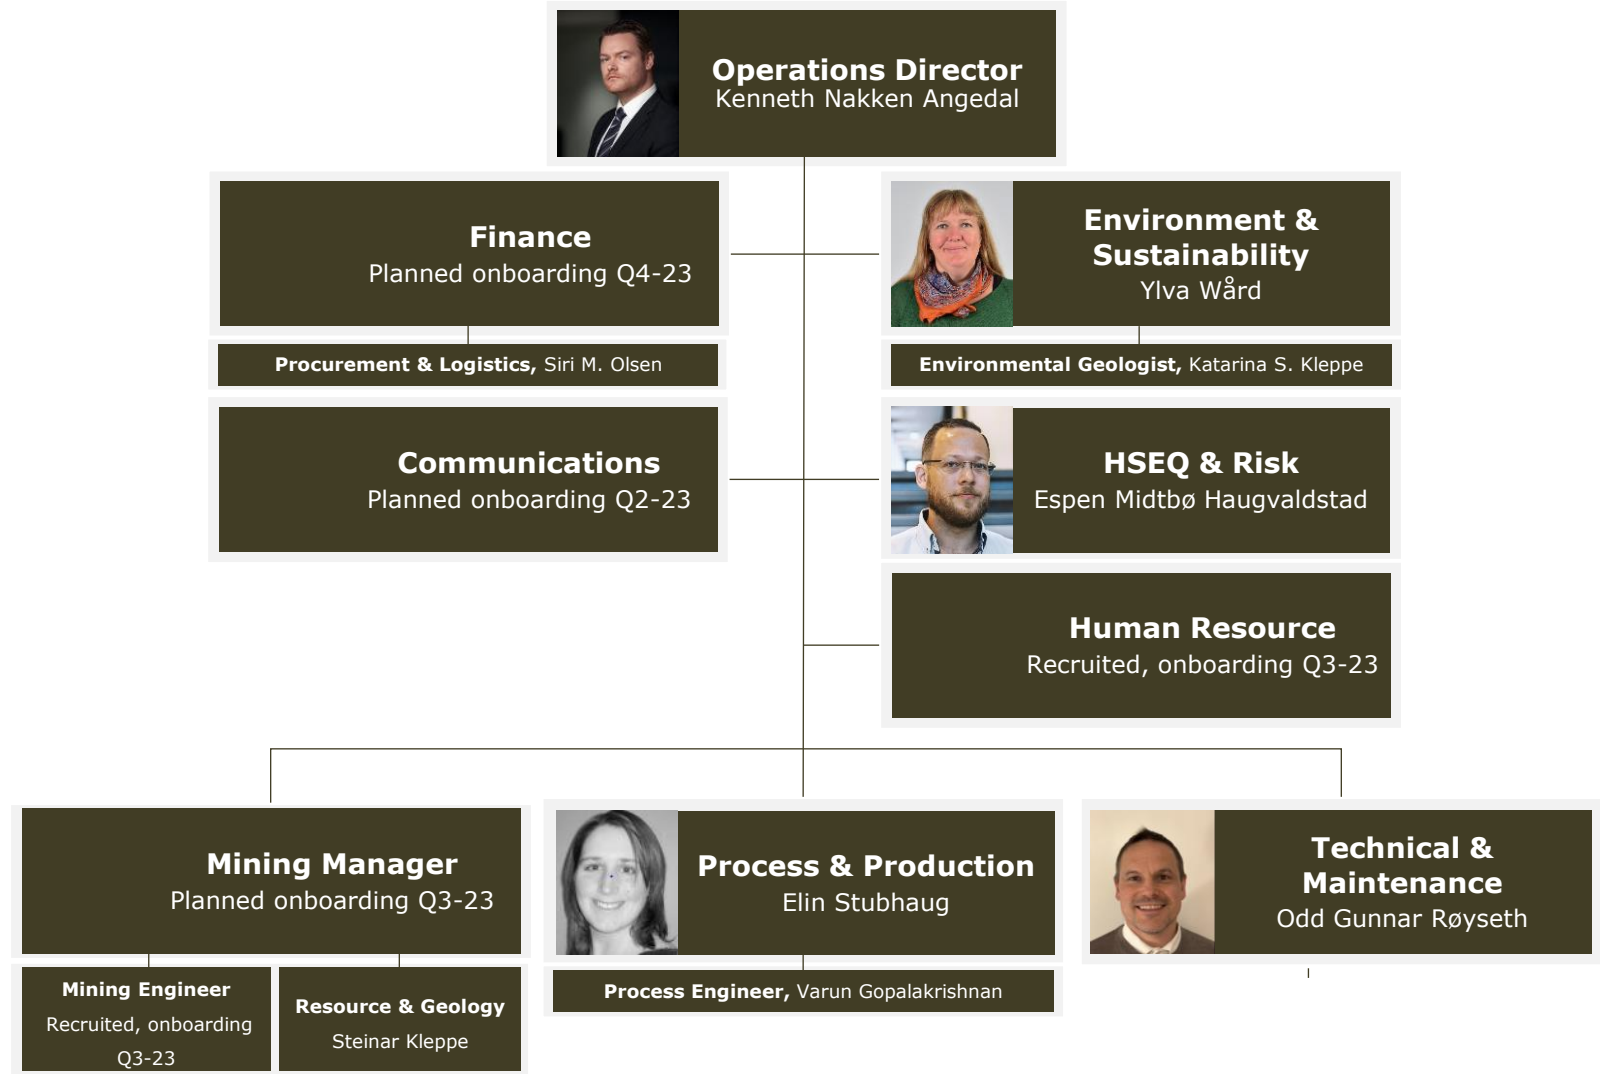 Operations Director
Kenneth Nakken Angedal
Finance
Planned onboarding Q4-23
Environment &
Sustainability
Ylva Wård
Procurement & Logistics, Siri M. Olsen
Environmental Geologist, Katarina S. Kleppe
Communications
Planned onboarding Q2-23
HSEQ & Risk
Espen Midtbø Haugvaldstad
Human Resource
Recruited, onboarding Q3-23
Mining Manager
Planned onboarding Q3-23
Process & Production
Elin Stubhaug
Technical &
Maintenance
Odd Gunnar Røyseth
Mining Engineer
Recruited, onboarding
Q3-23
Resource & Geology
Steinar Kleppe
Process Engineer, Varun Gopalakrishnan